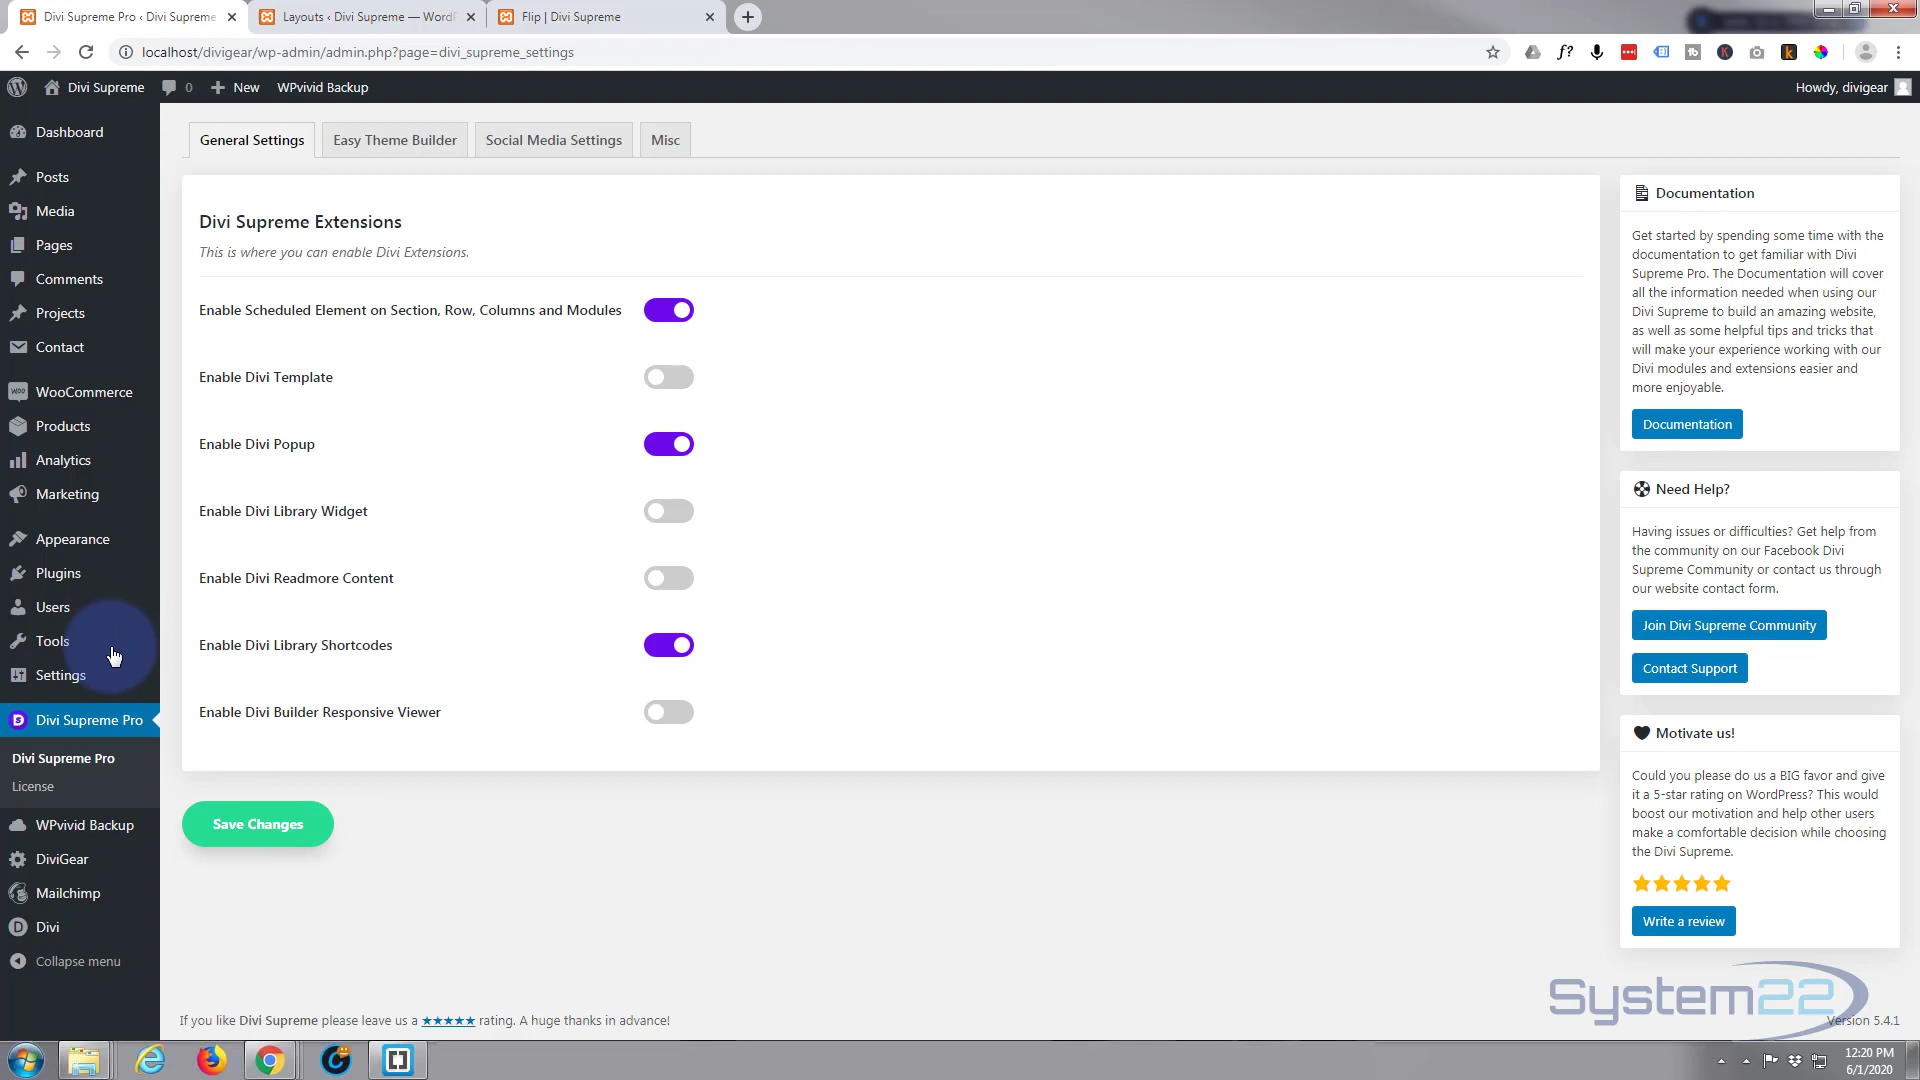 Divi Supreme Pro ‹ Divi Supreme
Layouts ‹ Divi Supreme — WordP
Flip | Divi Supreme
localhost/divigear/wp-admin/admin.php?page=divi_supreme_settings
Divi Supreme
0
New
WPvivid Backup
Howdy, divigear
Dashboard
Posts
Media
Pages
Comments
Projects
Contact
WooCommerce
Products
Analytics
Marketing
Appearance
Plugins
Users
Tools
Settings
Divi Supreme Pro
Divi Supreme Pro
License
WPvivid Backup
DiviGear
Mailchimp
Divi
Collapse menu
General Settings
Easy Theme Builder
Social Media Settings
Misc
Divi Supreme Extensions
This is where you can enable Divi Extensions.
Enable Scheduled Element on Section, Row, Columns and Modules
Enable Divi Template
Enable Divi Popup
Enable Divi Library Widget
Enable Divi Readmore Content
Enable Divi Library Shortcodes
Enable Divi Builder Responsive Viewer
Save Changes
If you like Divi Supreme please leave us a ★★★★★ rating. A huge thanks in advance!
Documentation
Get started by spending some time with the
documentation to get familiar with Divi
Supreme Pro. The Documentation will cover
all the information needed when using our
Divi Supreme to build an amazing website,
as well as some helpful tips and tricks that
will make your experience working with our
Divi modules and extensions easier and
more enjoyable.
Documentation
Need Help?
Having issues or difficulties? Get help from
the community on our Facebook Divi
Supreme Community or contact us through
our website contact form.
Join Divi Supreme Community
Contact Support
Motivate us!
Could you please do us a BIG favor and give
it a 5-star rating on WordPress? This would
boost our motivation and help other users
make a comfortable decision while choosing
the Divi Supreme.
Write a review
System22
Version 5.4.1
12:20 PM
6/1/2020